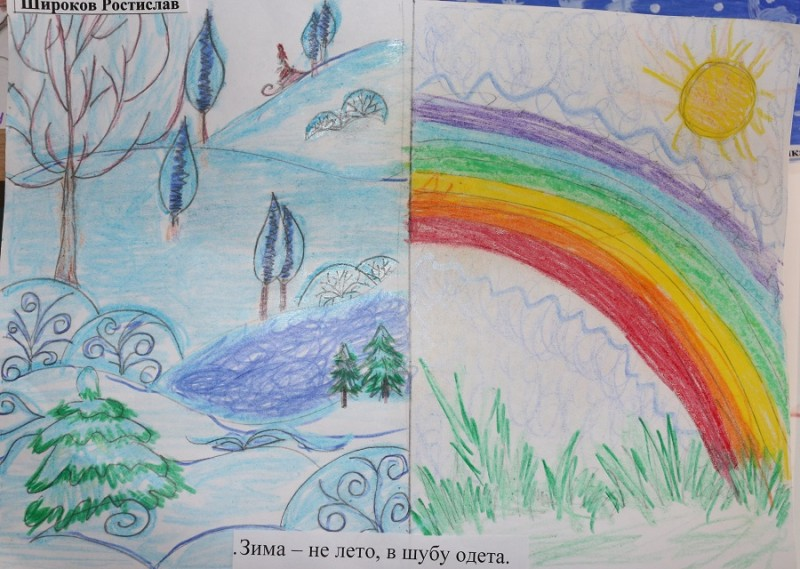 Широков Ростислав
.Зима – не лето, в шубу одета.